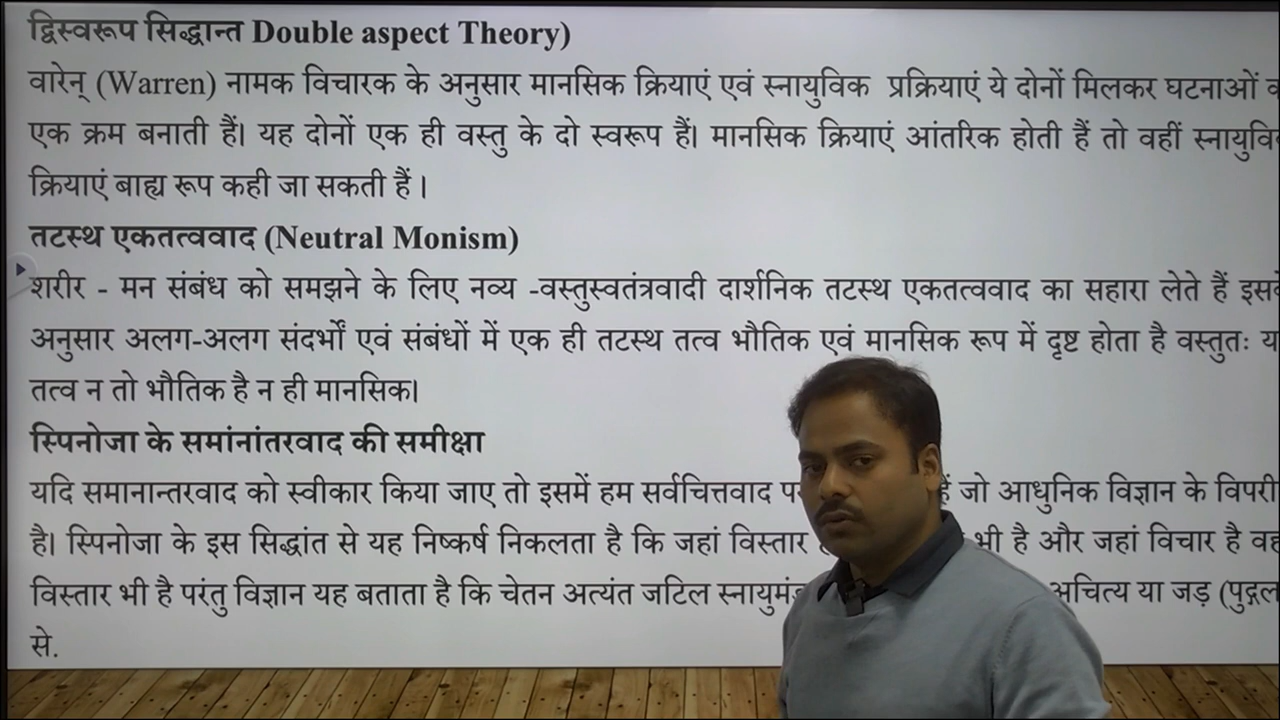 द्विस्वरूप सिद्धान्त Double aspect Theory)
वारेन् (Warren) नामक विचारक के अनुसार मानसिक क्रियाएं एवं स्नायुविक प्रक्रियाएं ये दोनों मिलकर घटनाओं
एक क्रम बनाती हैं। यह दोनों एक ही वस्तु के दो स्वरूप हैं। मानसिक क्रियाएं आंतरिक होती हैं तो वहीं
क्रियाएं बाह्य रूप कही जा सकती हैं ।
तटस्थ एकतत्ववाद (Neutral Monism)
शरीर - मन संबंध को समझने के लिए नव्य -वस्तुस्वतंत्रवादी दार्शनिक तटस्थ एकतत्ववाद का सहारा लेते हैं
अनुसार अलग-अलग संदर्भों एवं संबंधों में एक ही तटस्थ तत्व भौतिक एवं मानसिक रूप में दृष्ट होता है वस्तुतः
तत्व न तो भौतिक है न ही मानसिक।
स्पिनोजा के समांनांतरवाद की समीक्षा
यदि समानान्तरवाद को स्वीकार किया जाए तो इसमें हम सर्वचित्तवाद हैं जो आधुनिक विज्ञान के
है। स्पिनोजा के इस सिद्धांत से यह निष्कर्ष निकलता है कि जहां विस्तार भी है और जहां विचार है
विस्तार भी है परंतु विज्ञान यह बताता है कि चेतन अत्यंत जटिल अचित्य या जड़
से.